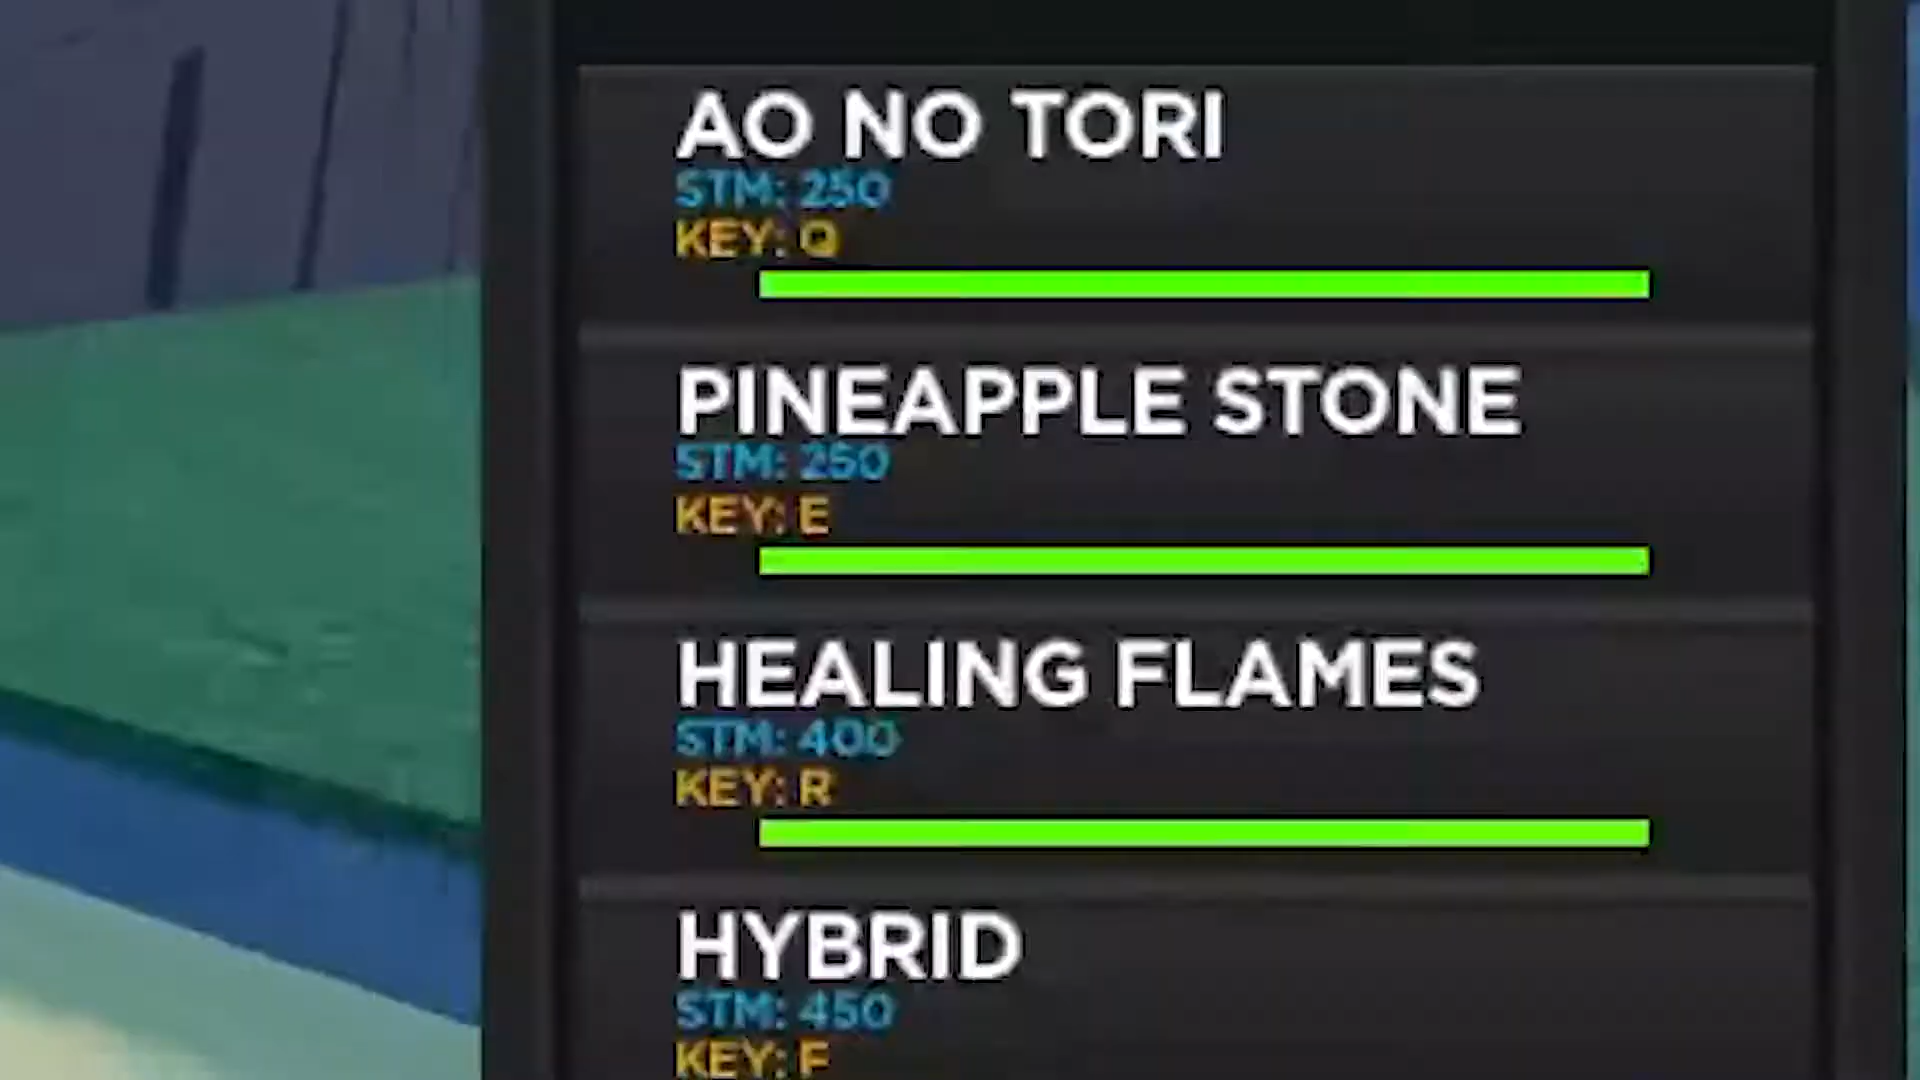 AO NO TORI
STM: 250
KEY: Q
PINEAPPLE STONE
STM: 250
KEY: E
HEALING FLAMES
STM: 400
KEY: R
HYBRID
STM: 450
KEY: F